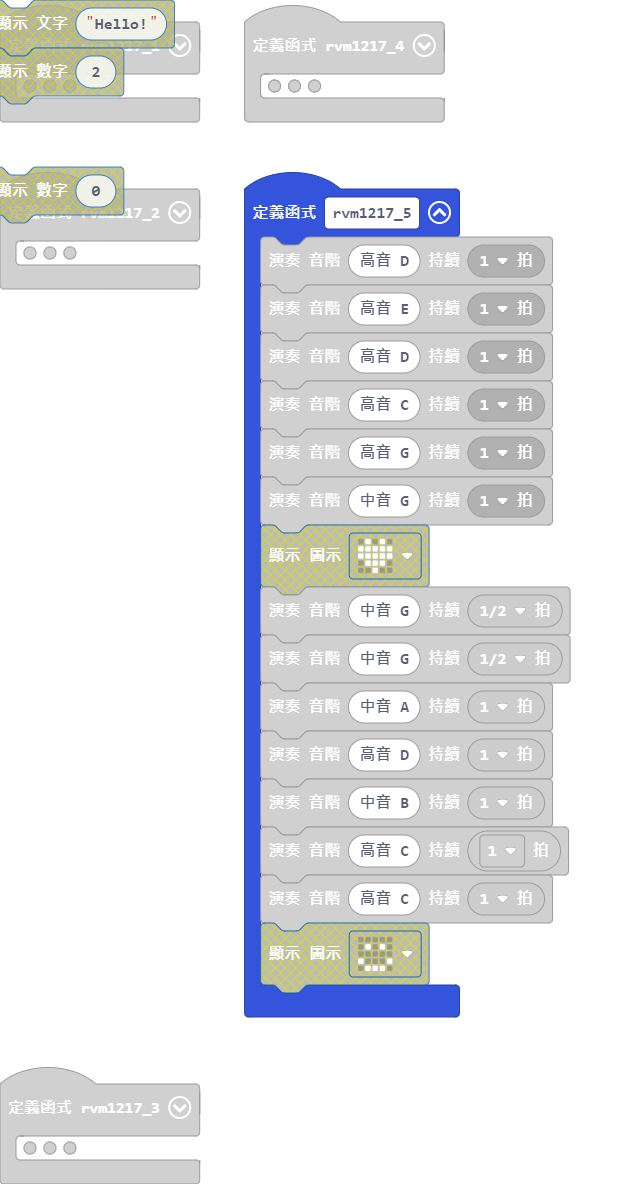 顯示 文字 "Hello!"
顯示 數字 2
定義函式 rvm1217_4
顯示 數字 0
定義函式 rvm1217_2
定義函式 rvm1217_5
演奏 音階 高音 D 持續 1 拍
演奏 音階 高音 E 持續 1 拍
演奏 音階 高音 D 持續 1 拍
演奏 音階 高音 C 持續 1 拍
演奏 音階 高音 G 持續 1 拍
演奏 音階 中音 G 持續 1 拍
顯示 圖示
演奏 音階 中音 G 持續 1/2 拍
演奏 音階 中音 G 持續 1/2 拍
演奏 音階 中音 A 持續 1 拍
演奏 音階 高音 D 持續 1 拍
演奏 音階 中音 B 持續 1 拍
演奏 音階 高音 C 持續 1 拍
演奏 音階 高音 C 持續 1 拍
顯示 圖示
定義函式 rvm1217_3